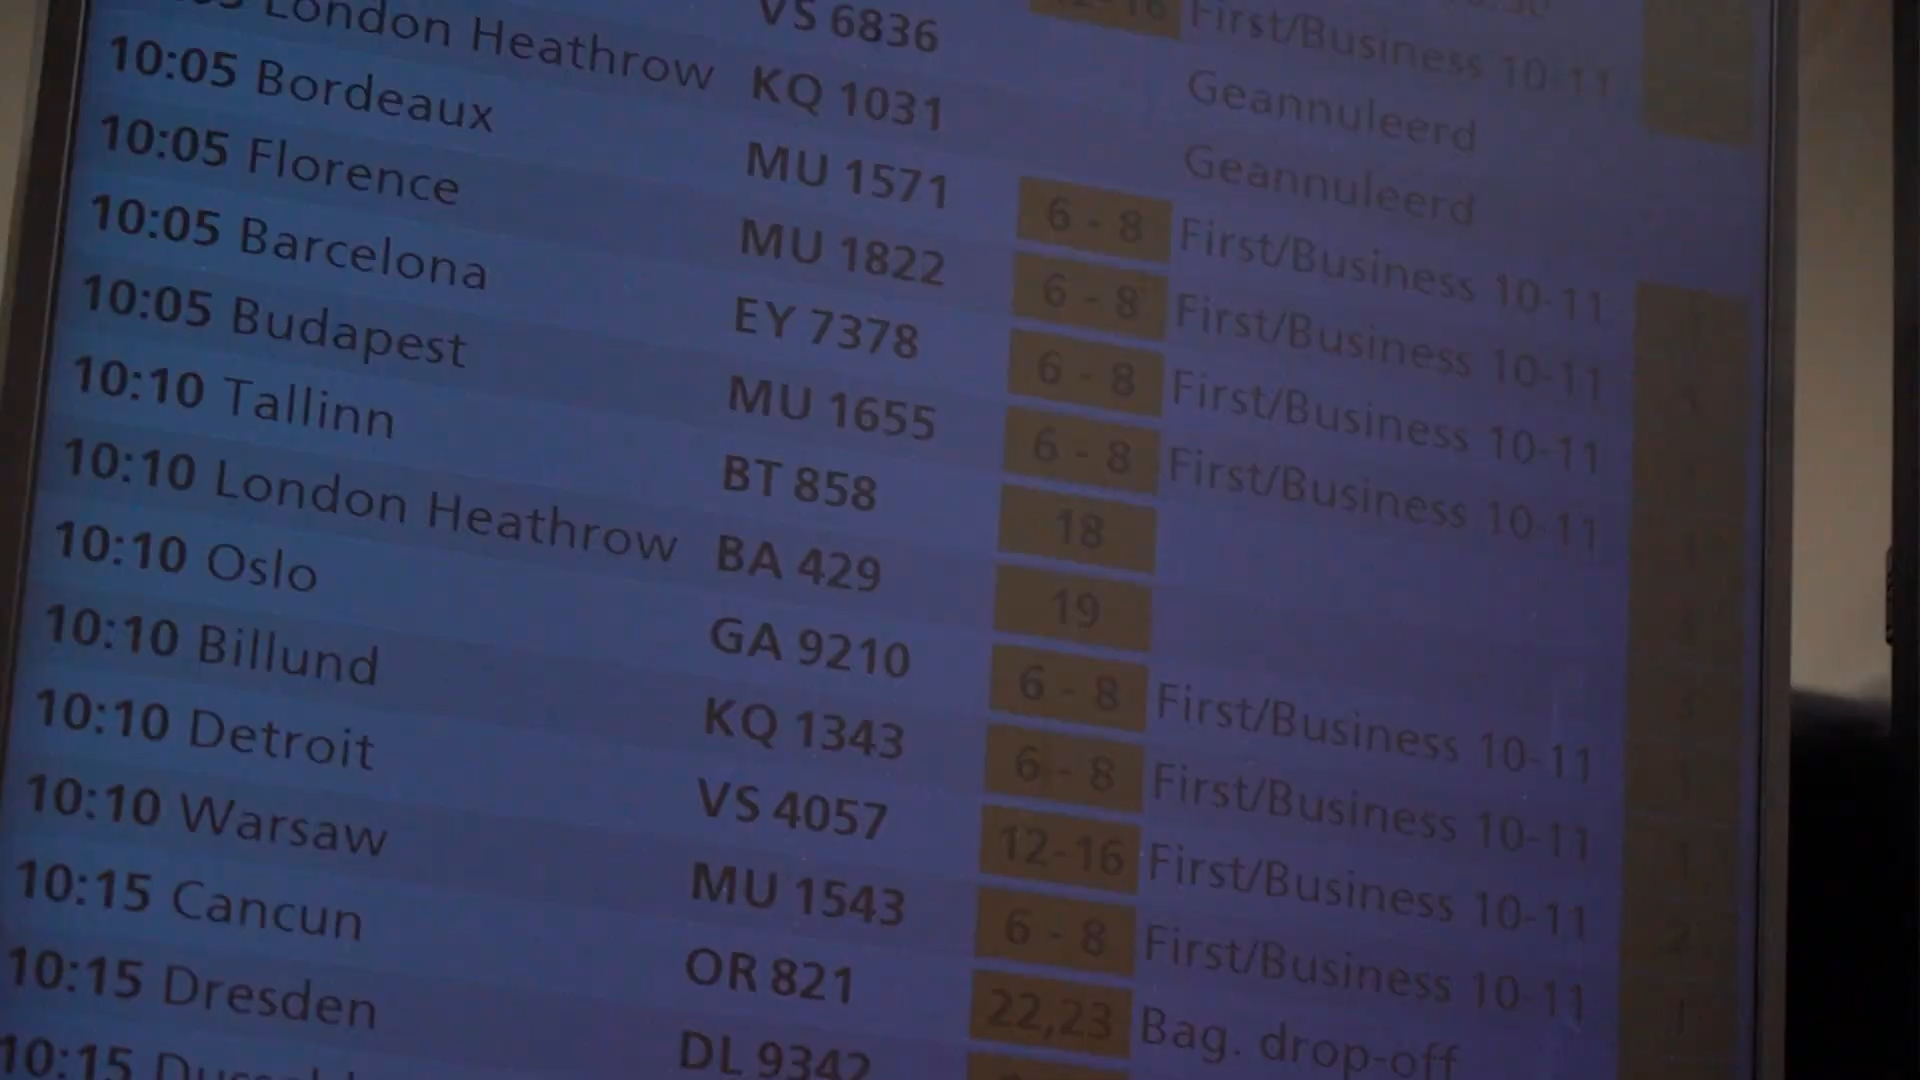 12-16 First/Business 10-11
VS 6836 Geannuleerd
London Heathrow KQ 1031 Geannuleerd
10:05 Bordeaux MU 1571 6 - 8 First/Business 10-11
10:05 Florence MU 1822 6 - 8 First/Business 10-11
10:05 Barcelona EY 7378 6 - 8 First/Business 10-11
10:05 Budapest MU 1655 6 - 8 First/Business 10-11
10:10 Tallinn BT 858 18
10:10 London Heathrow BA 429 19
10:10 Oslo GA 9210 6 - 8 First/Business 10-11
10:10 Billund KQ 1343 6 - 8 First/Business 10-11
10:10 Detroit VS 4057 12-16 First/Business 10-11
10:10 Warsaw MU 1543 6 - 8 First/Business 10-11
10:15 Cancun OR 821 22,23 Bag. drop-off
10:15 Dresden DL 9342
10:15